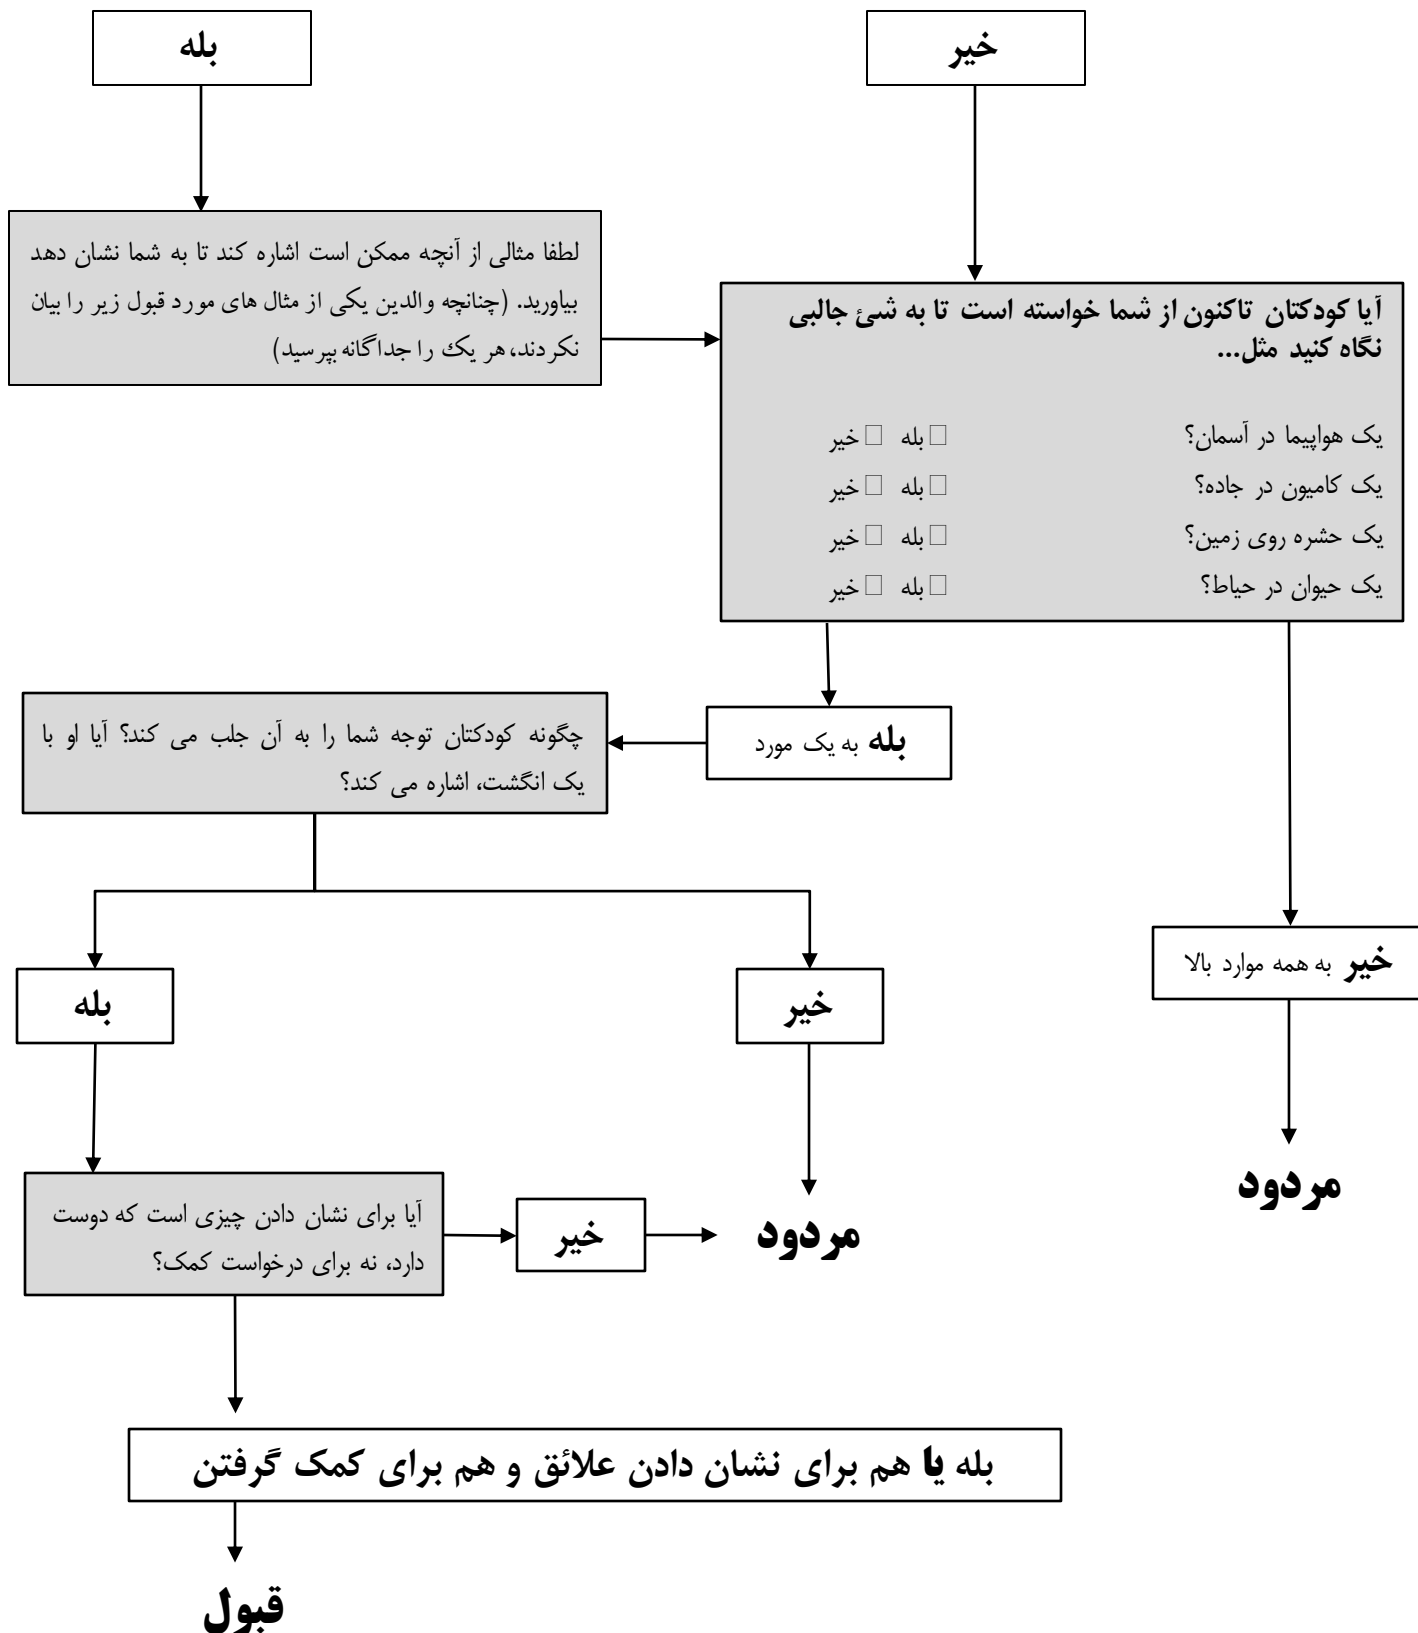 بله
خیر
لطفا مثالی از آنچه ممکن است اشاره کند تا به شما نشان دهد
بیاورید. (چنانچه والدین یکی از مثال های مورد قبول زیر را بیان
نکردند، هر یک را جداگانه بپرسید)
آیا کودکتان تاکنون از شما خواسته است تا به شئ جالبی
نگاه کنید مثل...
یک هواپیما در آسمان؟ □ بله □ خیر
یک کامیون در جاده؟ □ بله □ خیر
یک حشره روی زمین؟ □ بله □ خیر
یک حیوان در حیاط؟ □ بله □ خیر
بله به یک مورد
چگونه کودکتان توجه شما را به آن جلب می کند؟ آیا او با
یک انگشت، اشاره می کند؟
خیر به همه موارد بالا
بله
خیر
مردود
آیا برای نشان دادن چیزی است که دوست
دارد، نه برای درخواست کمک؟
خیر
مردود
بله یا هم برای نشان دادن علائق و هم برای کمک گرفتن
قبول